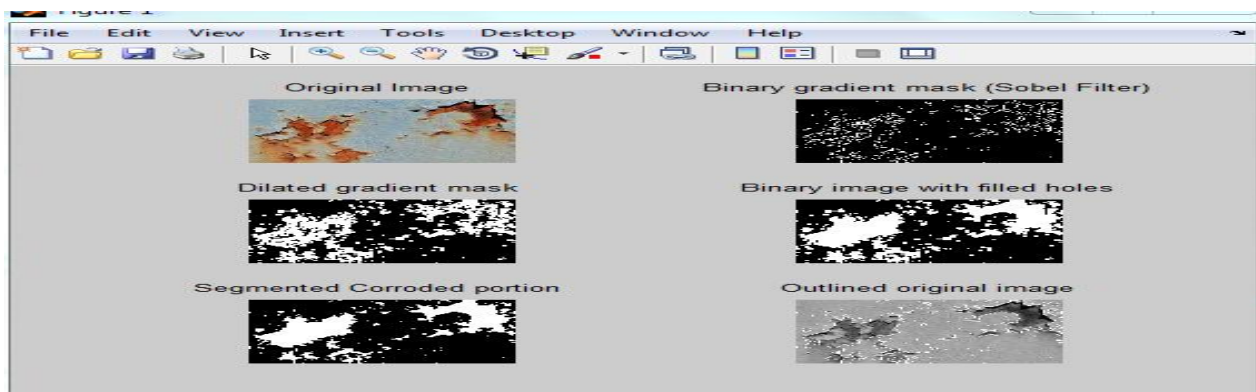 Figure 1
File Edit View Insert Tools Desktop Window Help
Original Image
Binary gradient mask (Sobel Filter)
Dilated gradient mask
Binary image with filled holes
Segmented Corroded portion
Outlined original image